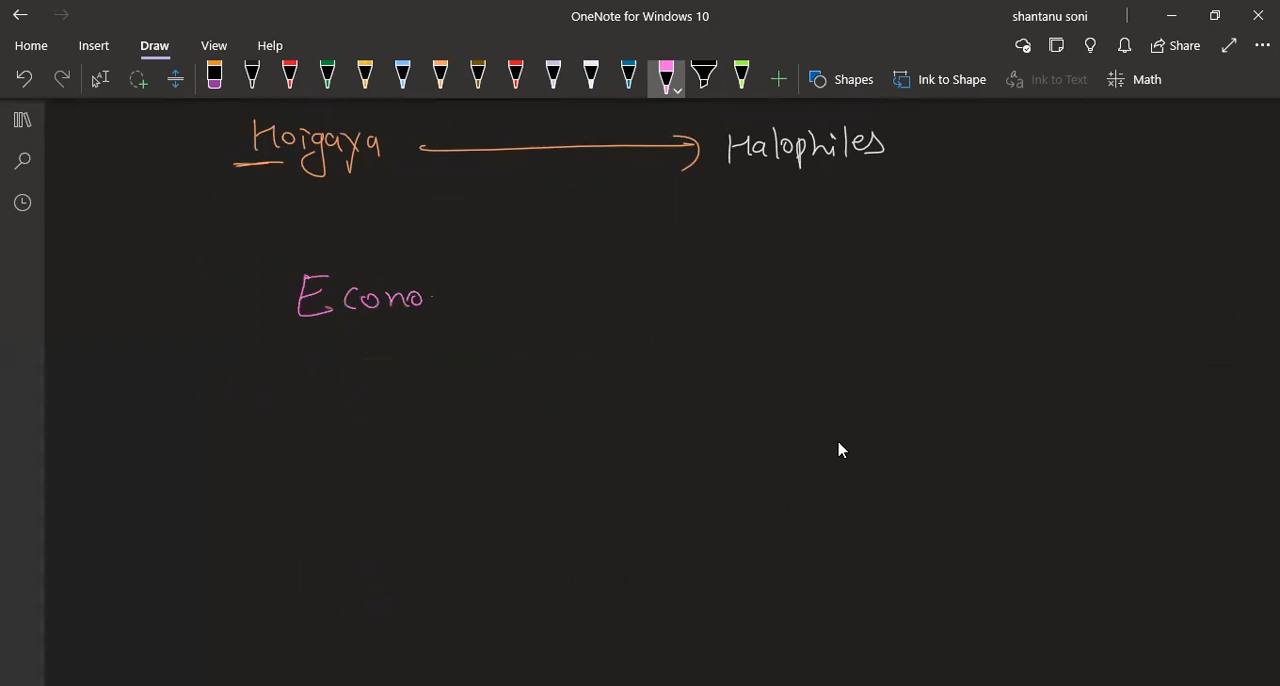 OneNote for Windows 10
shantanu soni
Home Insert Draw View Help
Share
Shapes Ink to Shape Ink to Text Math
Hoigaya Halophiles
Econo